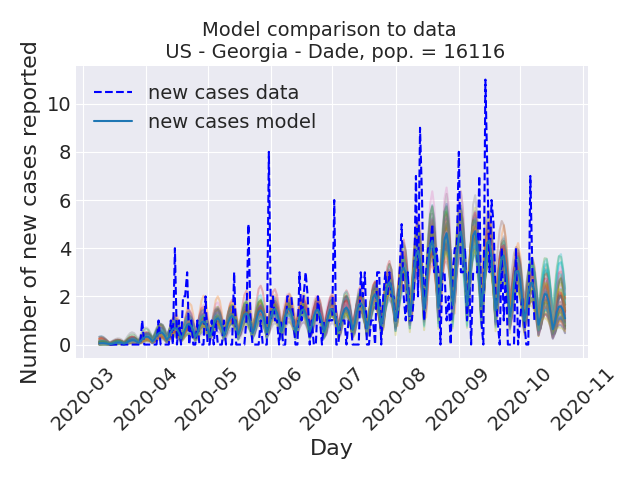 Model comparison to data
US - Georgia - Dade, pop. = 16116
Number of new cases reported
10
8
6
4
2
0
new cases data
new cases model
2020-03
2020-04
2020-05
2020-06
2020-07
2020-08
2020-09
2020-10
2020-11
Day